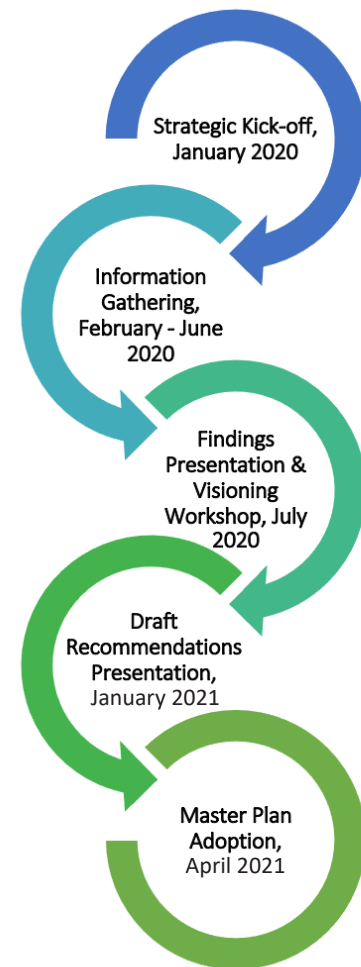 Strategic Kick-off,
January 2020
Information
Gathering,
February - June
2020
Findings
Presentation &
Visioning
Workshop, July
2020
Draft
Recommendations
Presentation,
January 2021
Master Plan
Adoption,
April 2021